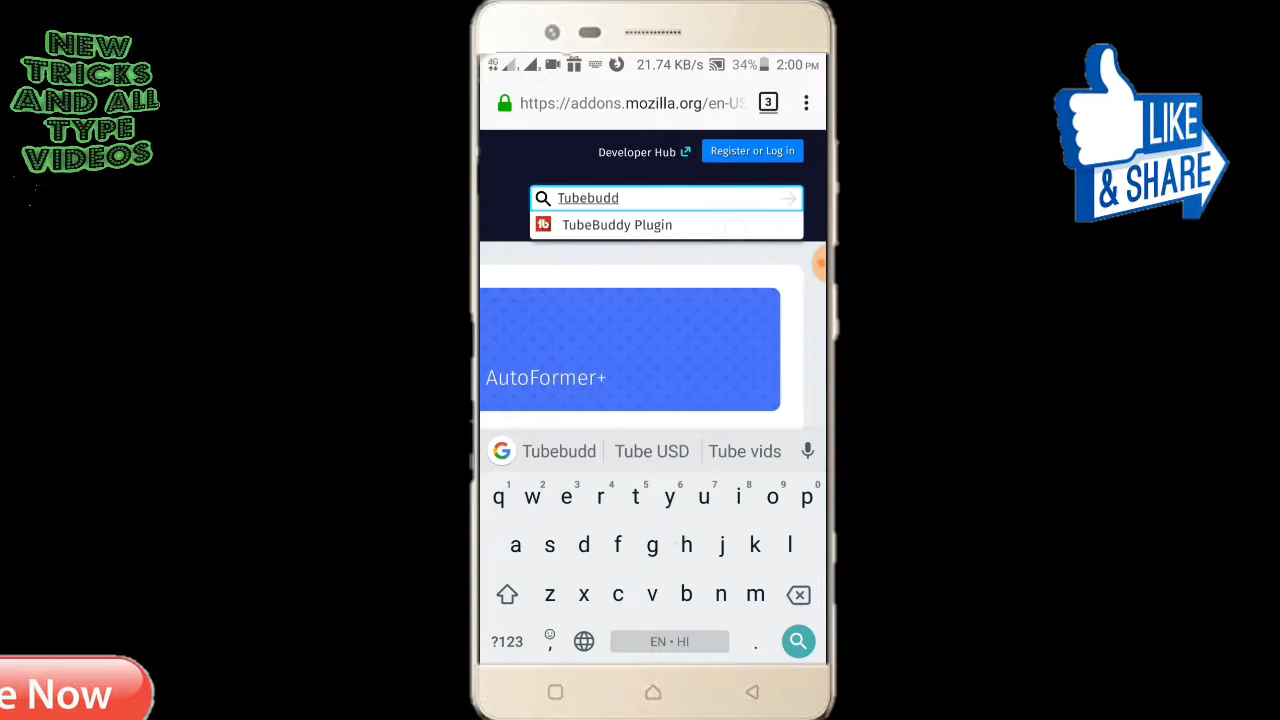 NEW
TRICKS
AND ALL
TYPE
VIDEOS
4G 21.74 KB/s 34% 2:00 PM
https://addons.mozilla.org/en-US 3
Developer Hub Register or Log in
Tubebudd
tb TubeBuddy Plugin
AutoFormer+
G Tubebudd Tube USD Tube vids
1 2 3 4 5 6 7 8 9 0
q w e r t y u i o p
a s d f g h j k l
z x c v b n m
?123 , EN • HI .
LIKE
& SHARE
e Now